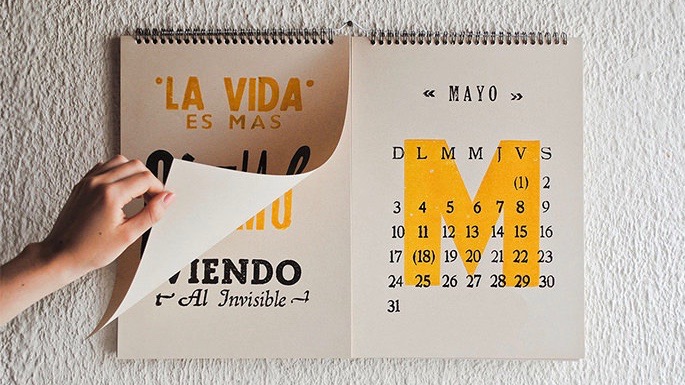 LA VIDA
ES MAS
VIENDO
Al Invisible
« MAYO »
M
D L M M J V S
(1) 2
3 4 5 6 7 8 9
10 11 12 13 14 15 16
17 (18) 19 20 21 22 23
24 25 26 27 28 29 30
31